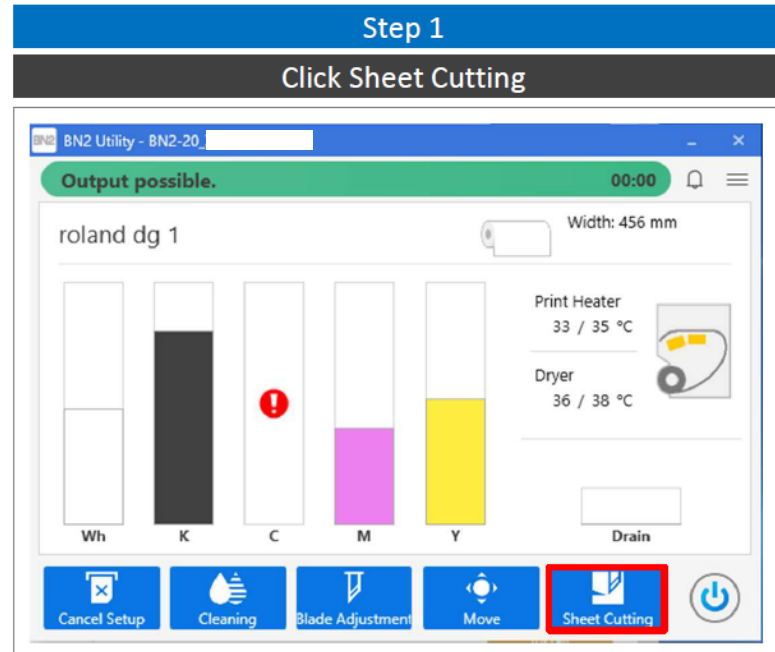 Step 1
Click Sheet Cutting
BN2 BN2 Utility - BN2-20_
Output possible. 00:00
roland dg 1
Width: 456 mm
Print Heater
33 / 35 °C
Dryer
36 / 38 °C
Wh K C M Y Drain
Cancel Setup Cleaning Blade Adjustment Move Sheet Cutting